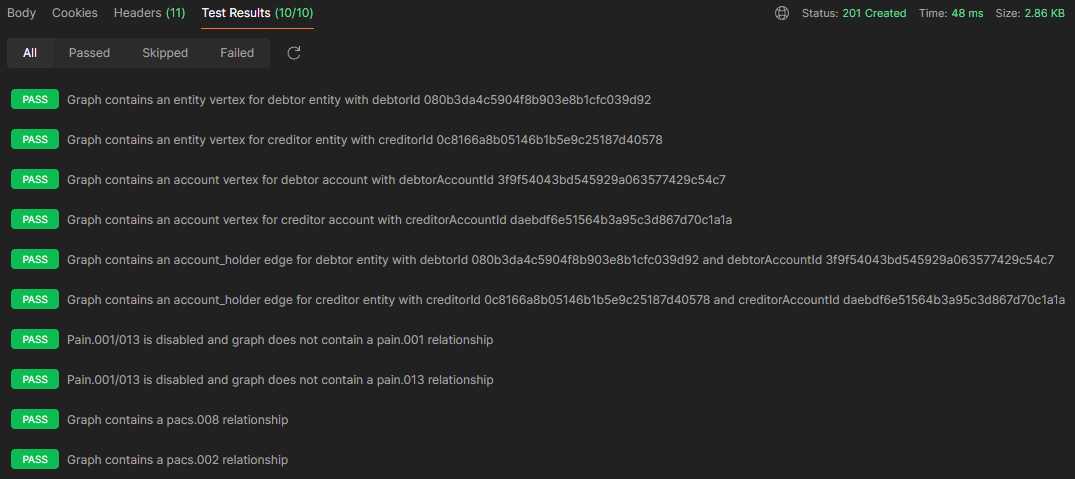 Body Cookies Headers (11) Test Results (10/10) Status: 201 Created Time: 48 ms Size: 2.86 KB
All Passed Skipped Failed
PASS Graph contains an entity vertex for debtor entity with debtorId 080b3da4c5904f8b903e8b1cfc039d92
PASS Graph contains an entity vertex for creditor entity with creditorId 0c8166a8b05146b1b5e9c25187d40578
PASS Graph contains an account vertex for debtor account with debtorAccountId 3f9f54043bd545929a063577429c54c7
PASS Graph contains an account vertex for creditor account with creditorAccountId daebdf6e51564b3a95c3d867d70c1a1a
PASS Graph contains an account_holder edge for debtor entity with debtorId 080b3da4c5904f8b903e8b1cfc039d92 and debtorAccountId 3f9f54043bd545929a063577429c54c7
PASS Graph contains an account_holder edge for creditor entity with creditorId 0c8166a8b05146b1b5e9c25187d40578 and creditorAccountId daebdf6e51564b3a95c3d867d70c1a1a
PASS Pain.001/013 is disabled and graph does not contain a pain.001 relationship
PASS Pain.001/013 is disabled and graph does not contain a pain.013 relationship
PASS Graph contains a pacs.008 relationship
PASS Graph contains a pacs.002 relationship